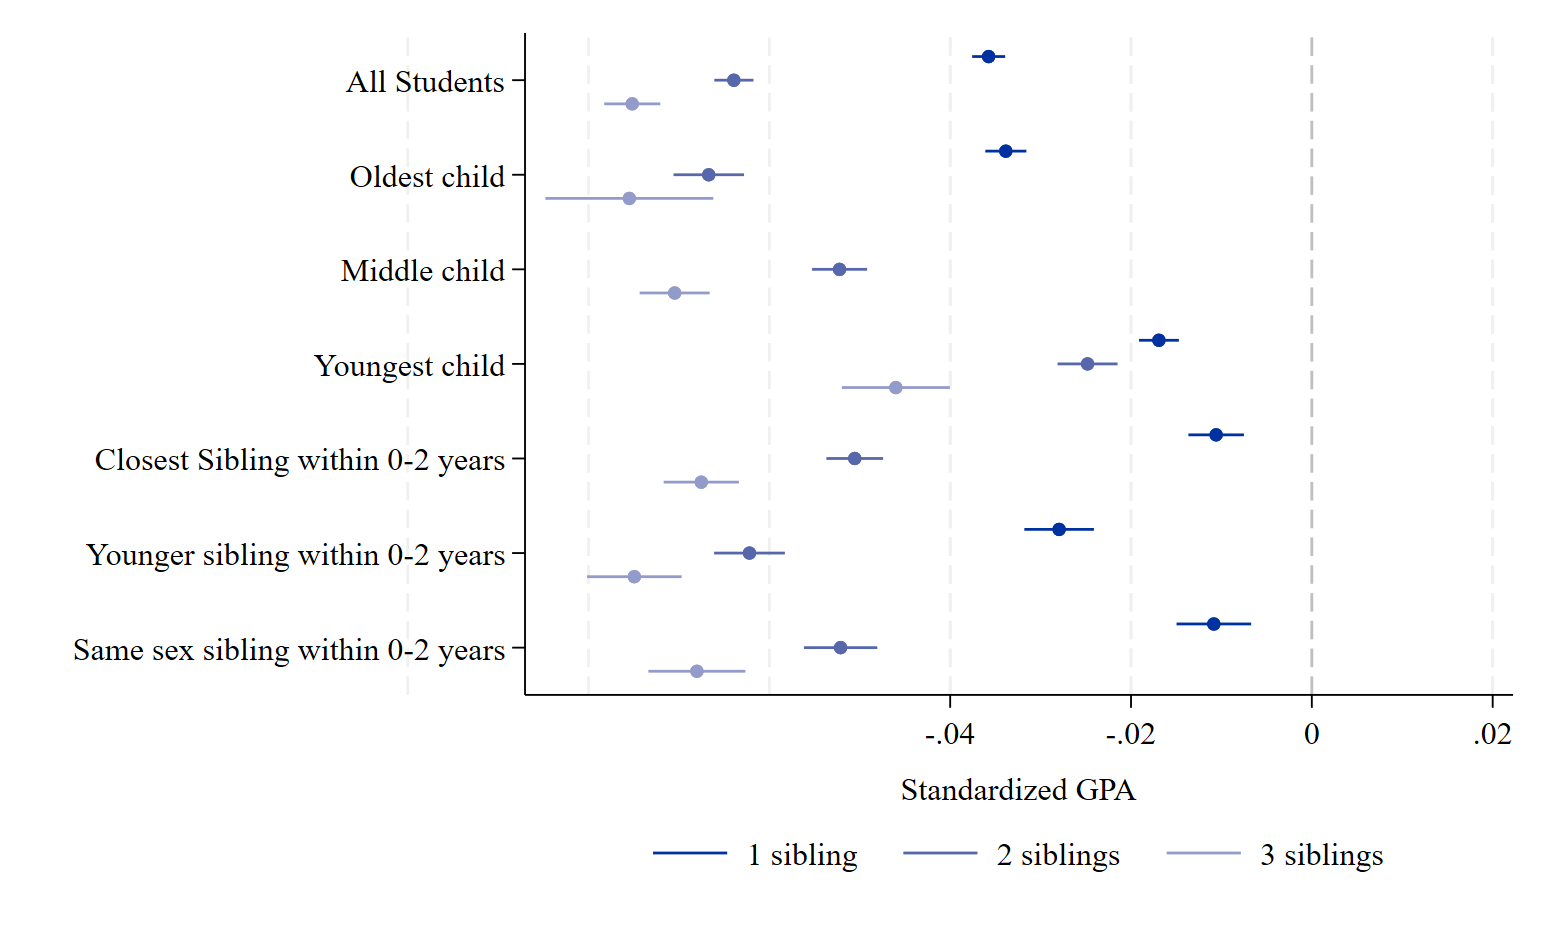 All Students
Oldest child
Middle child
Youngest child
Closest Sibling within 0-2 years
Younger sibling within 0-2 years
Same sex sibling within 0-2 years
-.04 -.02 0 .02
Standardized GPA
1 sibling 2 siblings 3 siblings